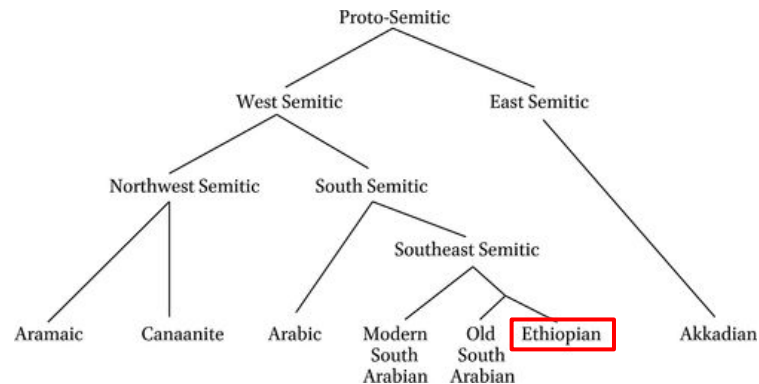 Proto-Semitic
West Semitic
East Semitic
Northwest Semitic
South Semitic
Southeast Semitic
Aramaic
Canaanite
Arabic
Modern
South
Arabian
Old
South
Arabian
Ethiopian
Akkadian